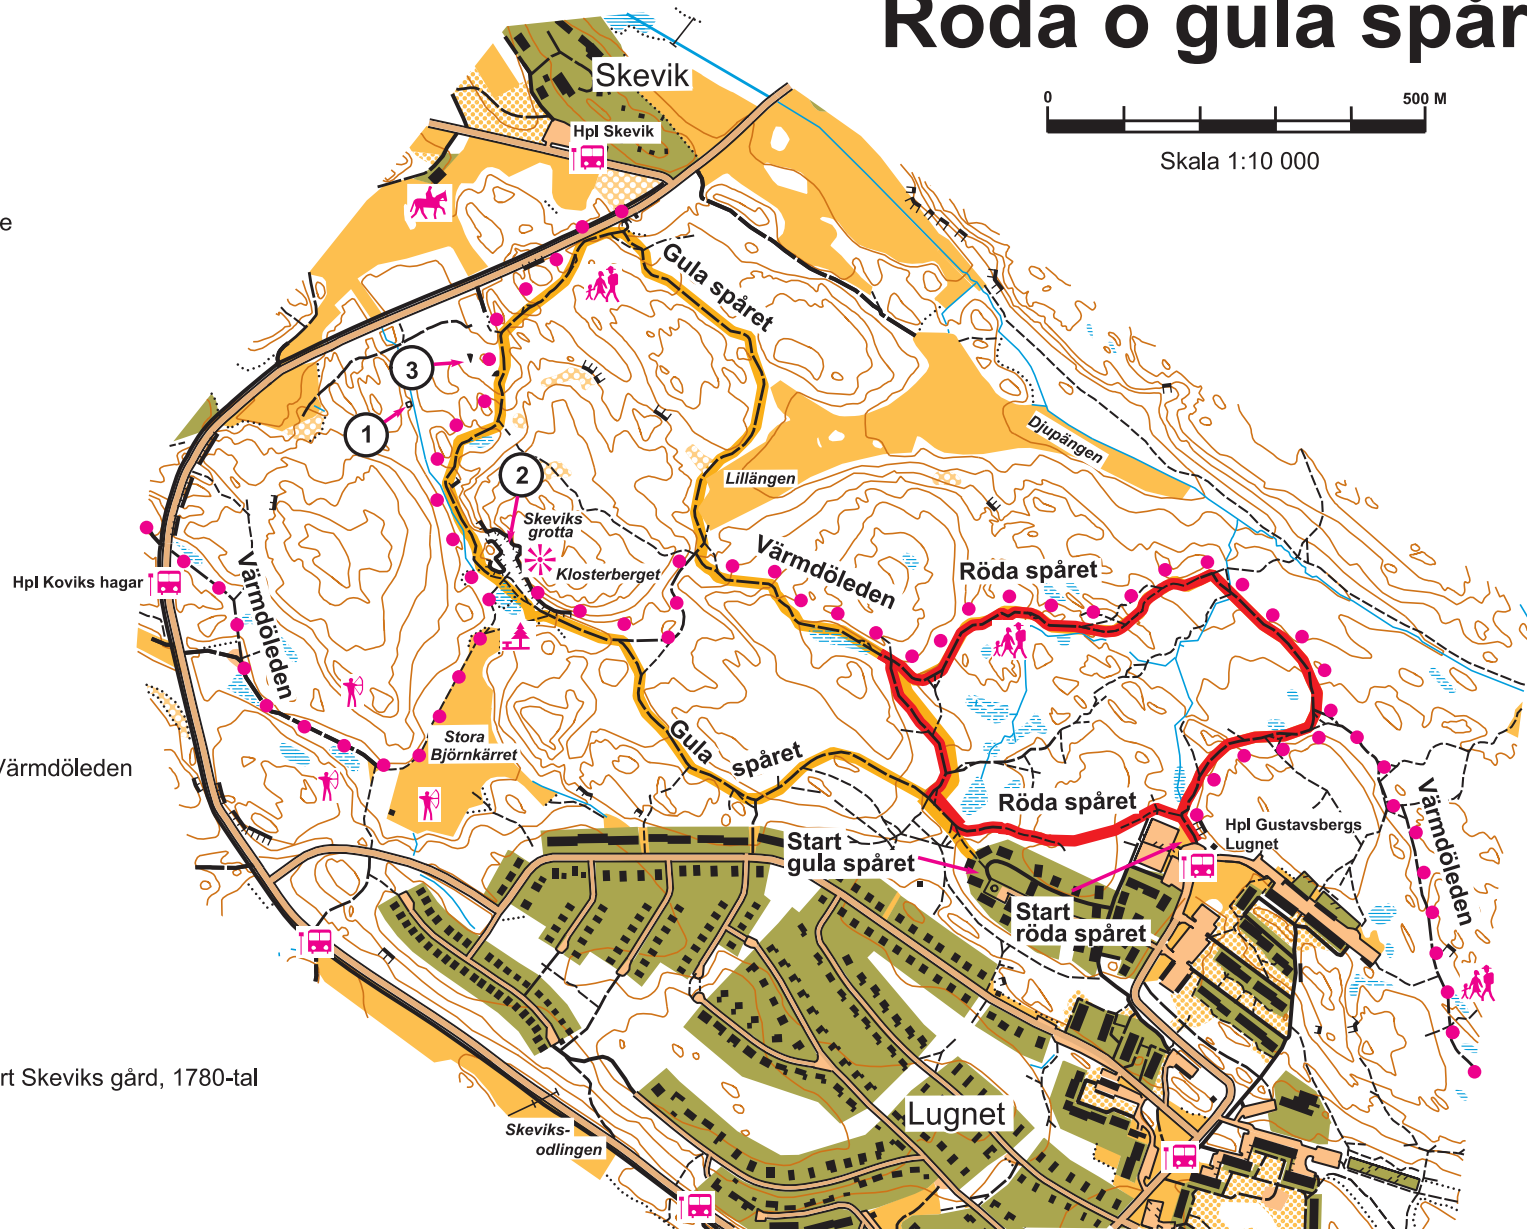 Röda o gula spår
0 500 M
Skala 1:10 000
Skevik
Hpl Skevik
e
Gula spåret
3
1
2
Skeviks
grotta
Klosterberget
Lillängen
Djupängen
Värmdöleden
Röda spåret
Hpl Koviks hagar
Värmdöleden
Stora
Björnkärret
Gula
spåret
Värmdöleden
Röda spåret
Start
gula spåret
Hpl Gustavsbergs
Lugnet
Värmdöleden
Start
röda spåret
rt Skeviks gård, 1780-tal
Lugnet
Skeviks-
odlingen